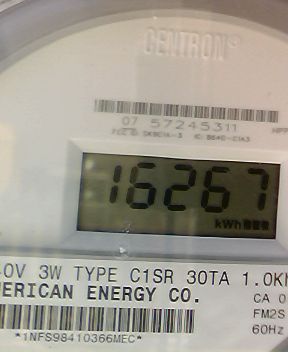 CENTRON®
07 57245311
16267
kWh
OV 3W TYPE C1SR 30TA 1.0K
ERICAN ENERGY CO.
CA 0
FM2S
60Hz
*1NFS98410366MEC*